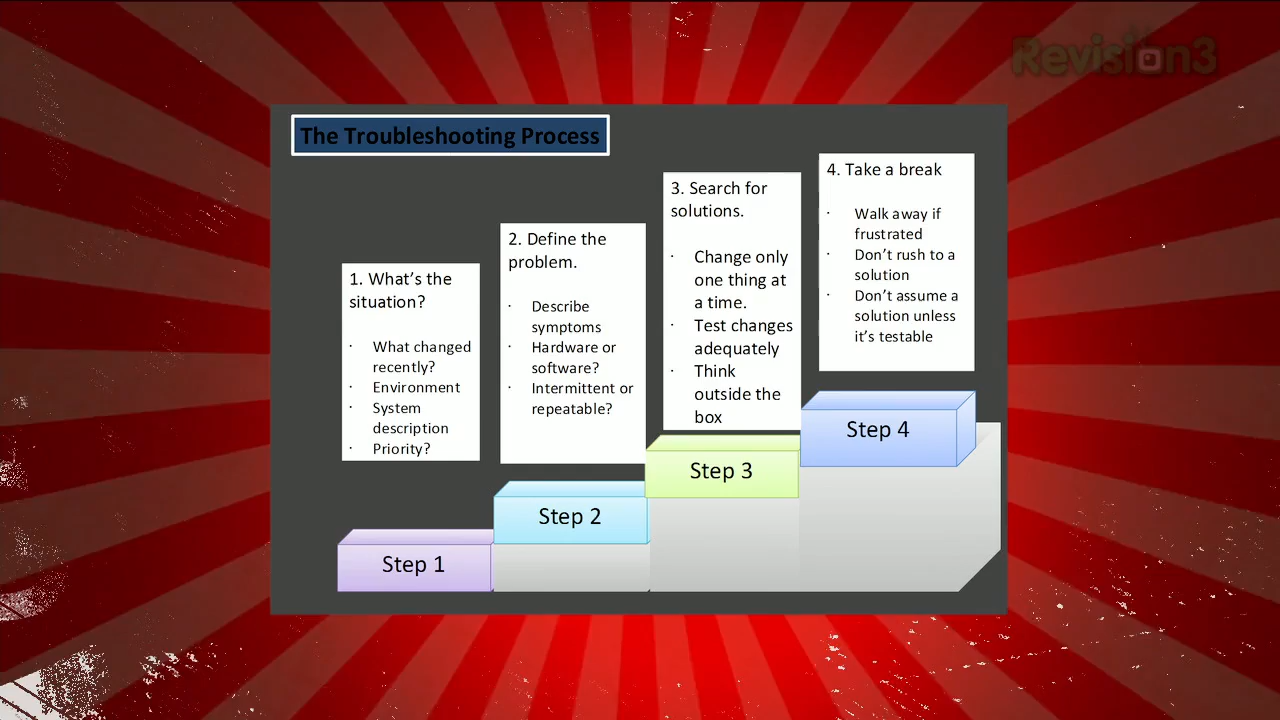 Revision3
The Troubleshooting Process
1. What’s the
situation?
· What changed
recently?
· Environment
· System
description
· Priority?
2. Define the
problem.
· Describe
symptoms
· Hardware or
software?
· Intermittent or
repeatable?
3. Search for
solutions.
· Change only
one thing at
a time.
· Test changes
adequately
· Think
outside the
box
4. Take a break
· Walk away if
frustrated
· Don’t rush to a
solution
· Don’t assume a
solution unless
it’s testable
Step 1
Step 2
Step 3
Step 4